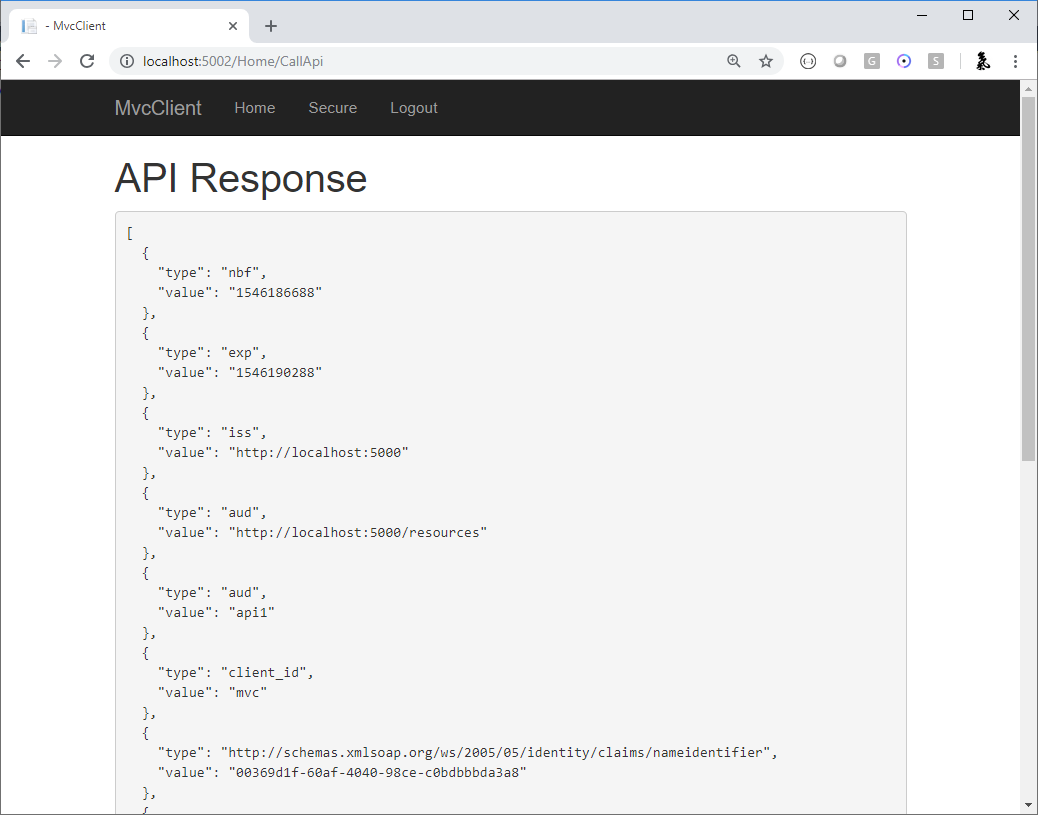 - MvcClient
localhost:5002/Home/CallApi
G
S
MvcClient Home Secure Logout
API Response
[
  {
    "type": "nbf",
    "value": "1546186688"
  },
  {
    "type": "exp",
    "value": "1546190288"
  },
  {
    "type": "iss",
    "value": "http://localhost:5000"
  },
  {
    "type": "aud",
    "value": "http://localhost:5000/resources"
  },
  {
    "type": "aud",
    "value": "api1"
  },
  {
    "type": "client_id",
    "value": "mvc"
  },
  {
    "type": "http://schemas.xmlsoap.org/ws/2005/05/identity/claims/nameidentifier",
    "value": "00369d1f-60af-4040-98ce-c0bdbbbda3a8"
  },
  {